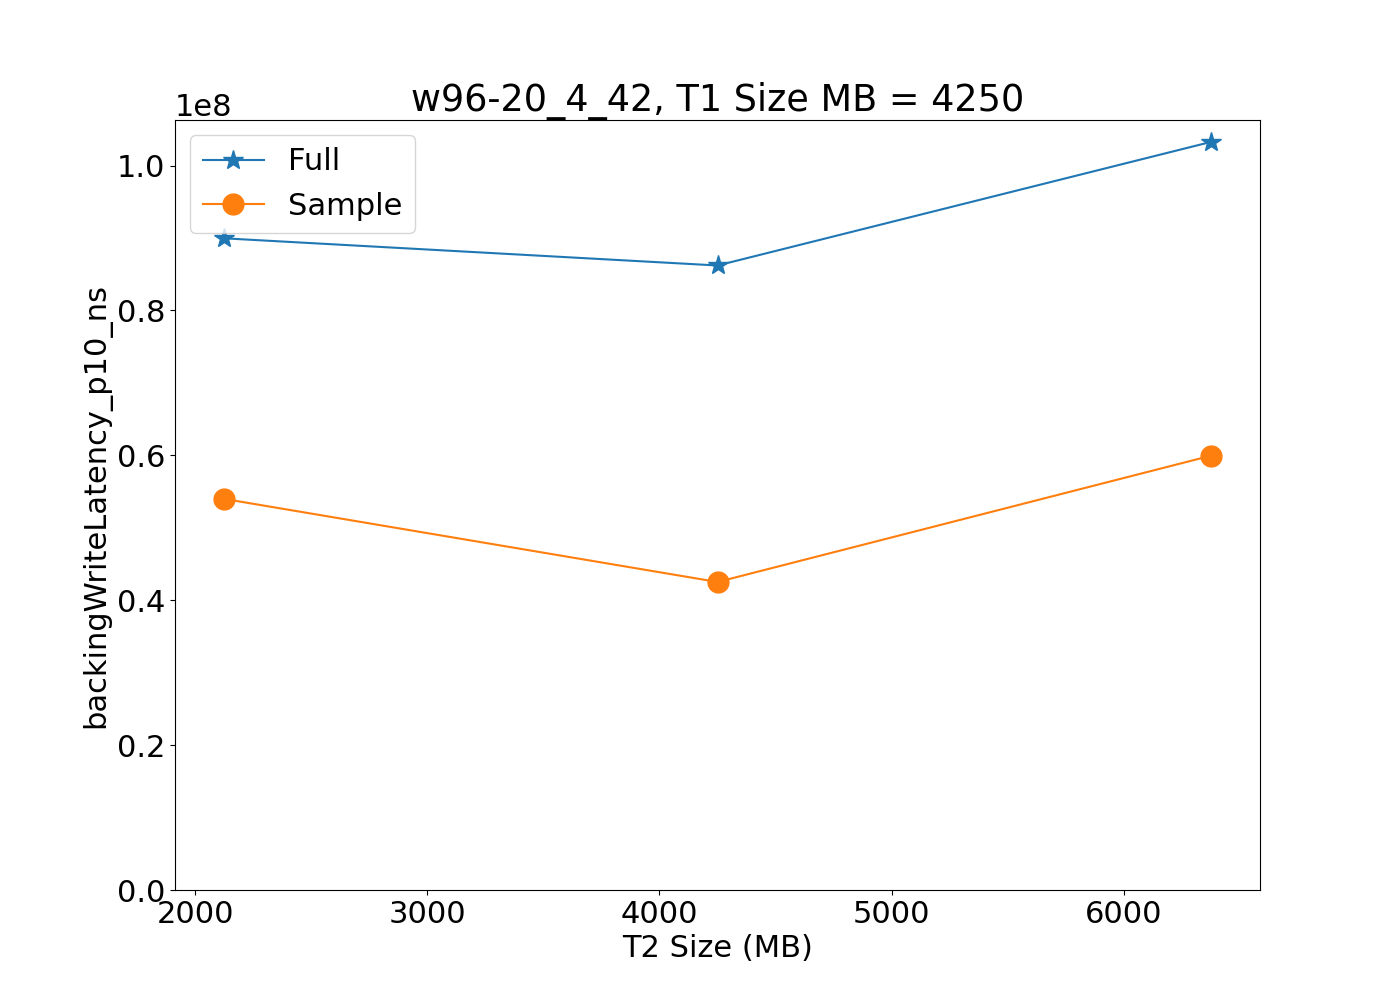 w96-20_4_42, T1 Size MB = 4250
1e8
Full
Sample
backingWriteLatency_p10_ns
1.0
0.8
0.6
0.4
0.2
0.0
2000 3000 4000 5000 6000
T2 Size (MB)